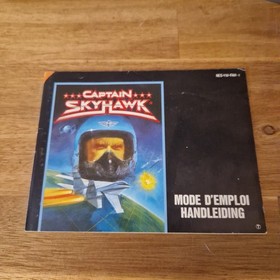 CAPTAIN
SKYHAWK
MODE D'EMPLOI
HANDLEIDING